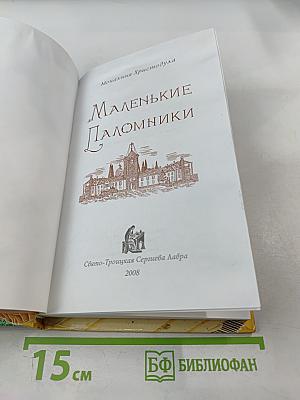 Монахиня Христодула
Маленькие
Паломники
Свято-Троицкая Сергиева Лавра
2008
15 см
БФ БИБЛИОФАН